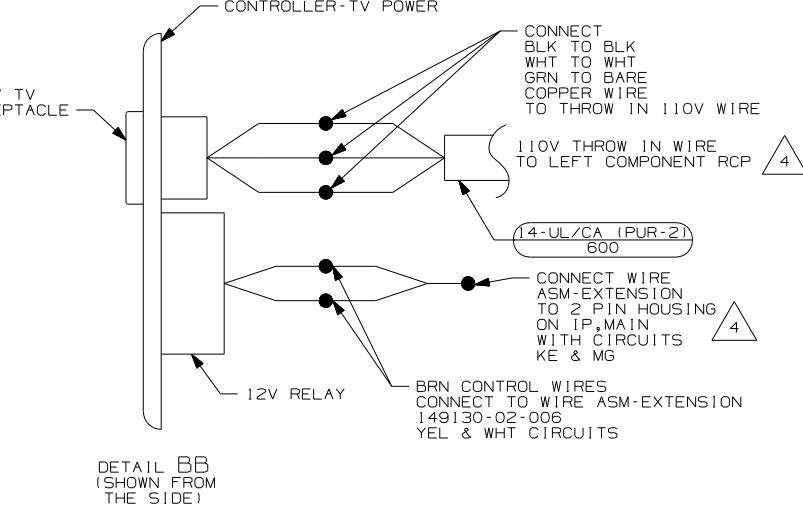 CONTROLLER-TV POWER
CONNECT
BLK TO BLK
WHT TO WHT
GRN TO BARE
COPPER WIRE
TO THROW IN 110V WIRE
TV
110V THROW IN WIRE
TO LEFT COMPONENT RCP
4
14-UL/CA (PUR-2)
600
CONNECT WIRE
ASM-EXTENSION
TO 2 PIN HOUSING
ON IP,MAIN
WITH CIRCUITS
KE & MG
4
12V RELAY
BRN CONTROL WIRES
CONNECT TO WIRE ASM-EXTENSION
149130-02-006
YEL & WHT CIRCUITS
DETAIL BB
(SHOWN FROM
THE SIDE)